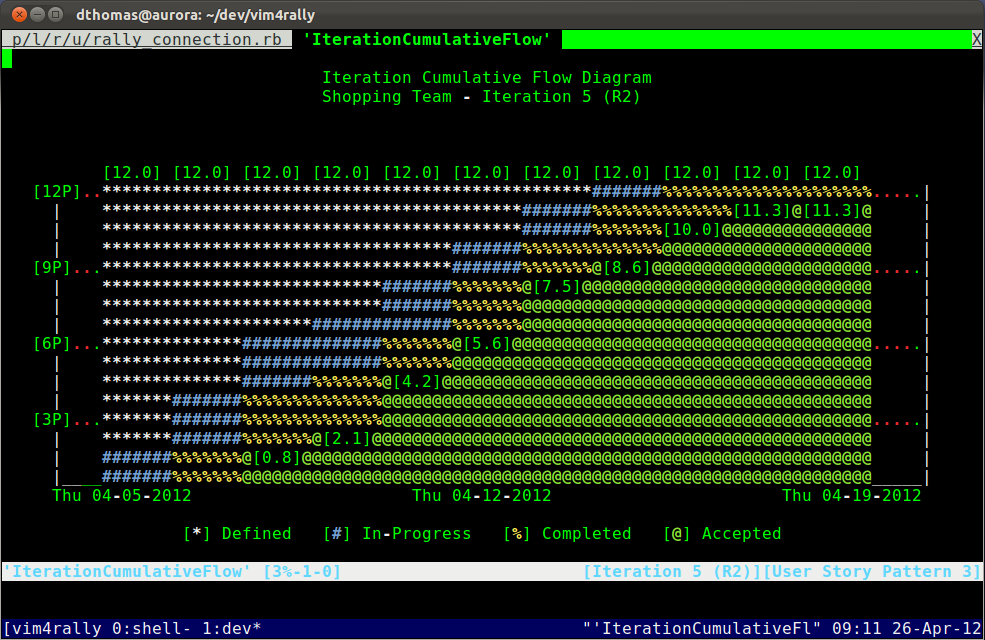 dthomas@aurora: ~/dev/vim4rally
p/l/r/u/rally_connection.rb 'IterationCumulativeFlow' X
Iteration Cumulative Flow Diagram
Shopping Team - Iteration 5 (R2)
[12.0] [12.0] [12.0] [12.0] [12.0] [12.0] [12.0] [12.0] [12.0] [12.0] [12.0]
[12P]..*************************************************#######%%%%%%%%%%%%%%%%%%%%%.....|
| ******************************************#######%%%%%%%%%%%%%%[11.3]@[11.3]@ |
| ******************************************#######%%%%%%%[10.0]@@@@@@@@@@@@@@@ |
| ***********************************#######%%%%%%%%%%%%%%@@@@@@@@@@@@@@@@@@@@@ |
[9P]...***********************************#######%%%%%%%@[8.6]@@@@@@@@@@@@@@@@@@@@@@.....|
| ****************************#######%%%%%%%@[7.5]@@@@@@@@@@@@@@@@@@@@@@@@@@@@@ |
| ****************************#######%%%%%%%@@@@@@@@@@@@@@@@@@@@@@@@@@@@@@@@@@@ |
| *********************##############%%%%%%%@@@@@@@@@@@@@@@@@@@@@@@@@@@@@@@@@@@ |
[6P]...**************##############%%%%%%%@[5.6]@@@@@@@@@@@@@@@@@@@@@@@@@@@@@@@@@@@@.....|
| **************##############%%%%%%%@@@@@@@@@@@@@@@@@@@@@@@@@@@@@@@@@@@@@@@@@@ |
| **************#######%%%%%%%@[4.2]@@@@@@@@@@@@@@@@@@@@@@@@@@@@@@@@@@@@@@@@@@@ |
| *******#######%%%%%%%%%%%%%%@@@@@@@@@@@@@@@@@@@@@@@@@@@@@@@@@@@@@@@@@@@@@@@@@ |
[3P]...*******#######%%%%%%%%%%%%%%@@@@@@@@@@@@@@@@@@@@@@@@@@@@@@@@@@@@@@@@@@@@@@@@@.....|
| *******#######%%%%%%%@[2.1]@@@@@@@@@@@@@@@@@@@@@@@@@@@@@@@@@@@@@@@@@@@@@@@@@@ |
| #######%%%%%%%@[0.8]@@@@@@@@@@@@@@@@@@@@@@@@@@@@@@@@@@@@@@@@@@@@@@@@@@@@@@@@@ |
|____#######%%%%%%%@@@@@@@@@@@@@@@@@@@@@@@@@@@@@@@@@@@@@@@@@@@@@@@@@@@@@@@@@@@@@@@_____|
Thu 04-05-2012 Thu 04-12-2012 Thu 04-19-2012
[*] Defined [#] In-Progress [%] Completed [@] Accepted
'IterationCumulativeFlow' [3%-1-0] [Iteration 5 (R2)][User Story Pattern 3]
[vim4rally 0:shell- 1:dev* "'IterationCumulativeFl" 09:11 26-Apr-12